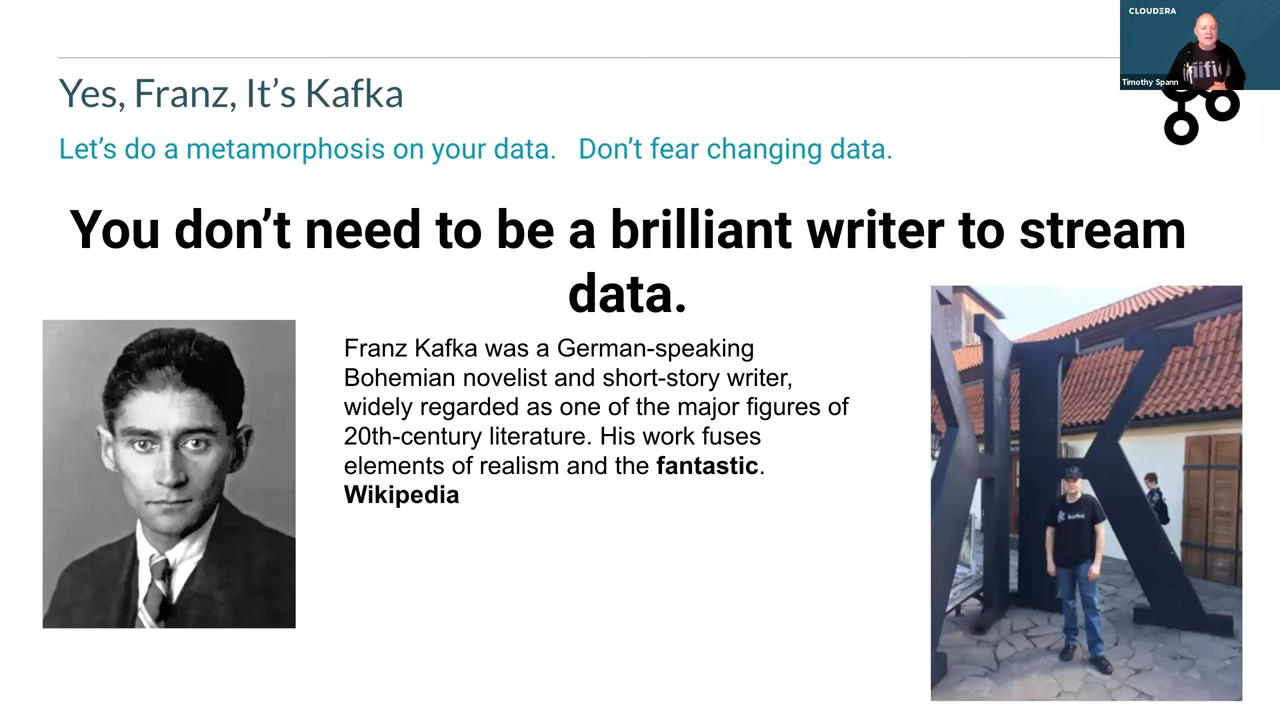 CLOUDERA
Timothy Spann
Yes, Franz, It’s Kafka
Let’s do a metamorphosis on your data. Don’t fear changing data.
You don’t need to be a brilliant writer to stream
data.
Franz Kafka was a German-speaking
Bohemian novelist and short-story writer,
widely regarded as one of the major figures of
20th-century literature. His work fuses
elements of realism and the fantastic.
Wikipedia
K
kafka